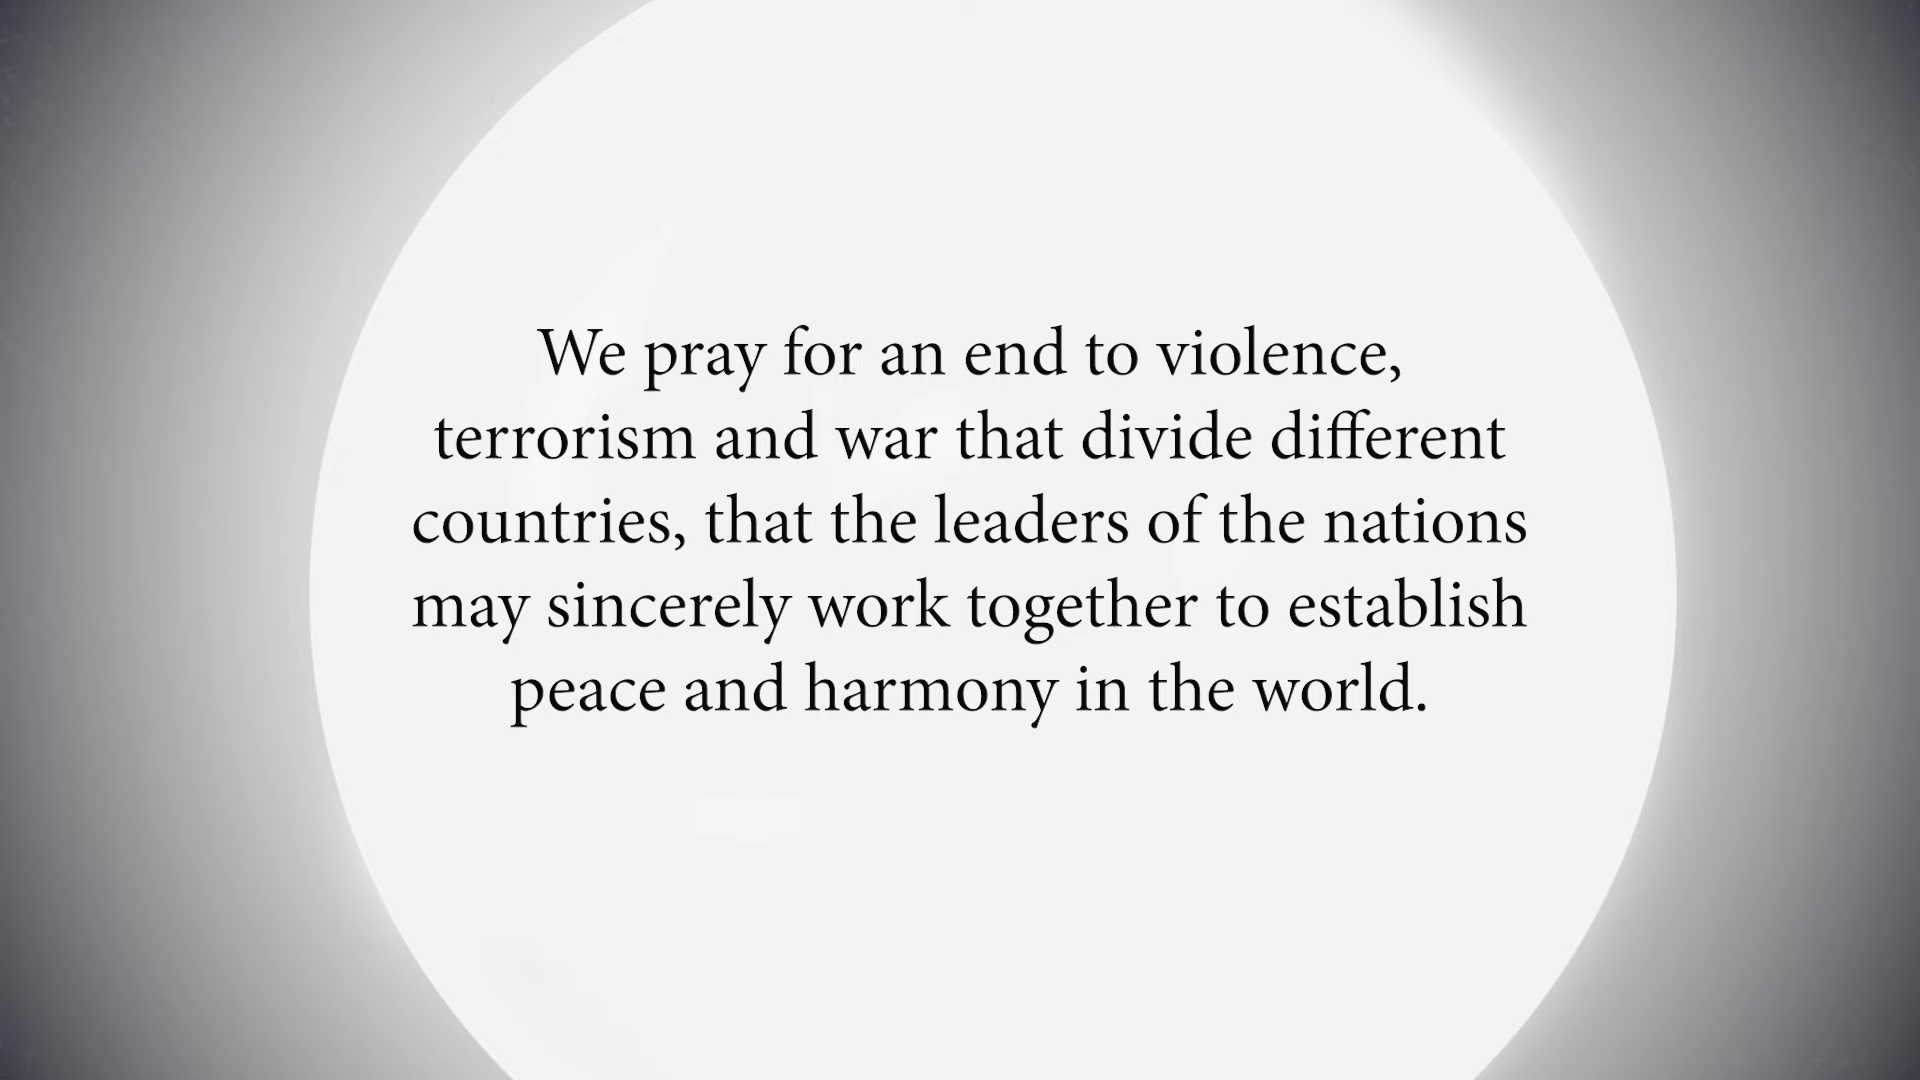 We pray for an end to violence,
terrorism and war that divide different
countries, that the leaders of the nations
may sincerely work together to establish
peace and harmony in the world.